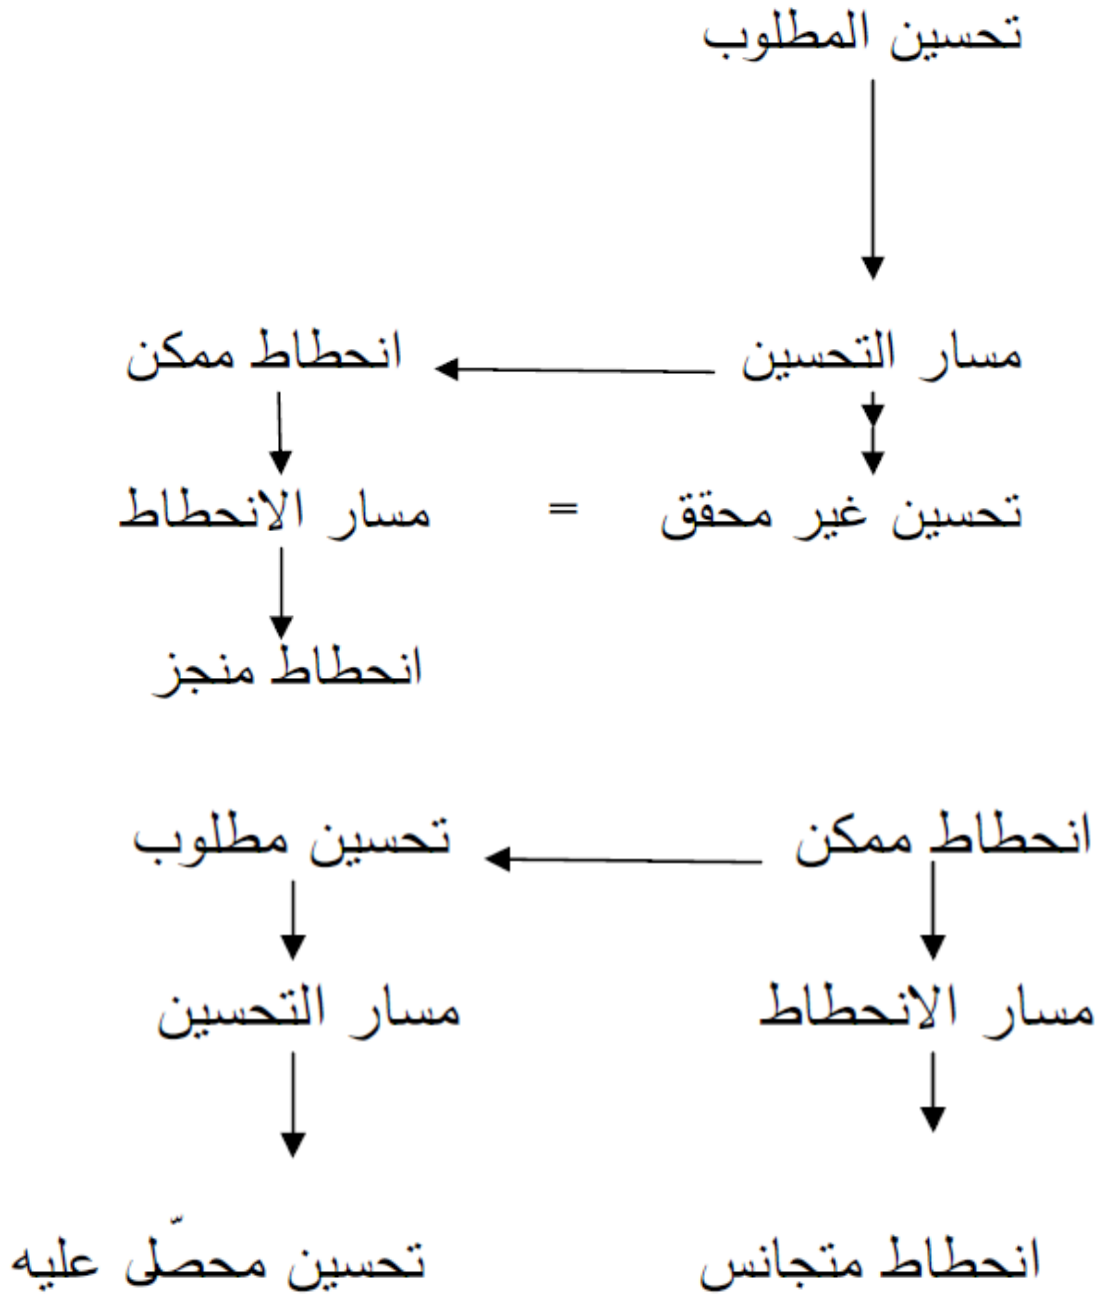 تحسين المطلوب
مسار التحسين انحطاط ممكن
تحسين غير محقق = مسار الانحطاط
انحطاط منجز
انحطاط ممكن تحسين مطلوب
مسار الانحطاط مسار التحسين
انحطاط متجانس تحسين محصّل عليه